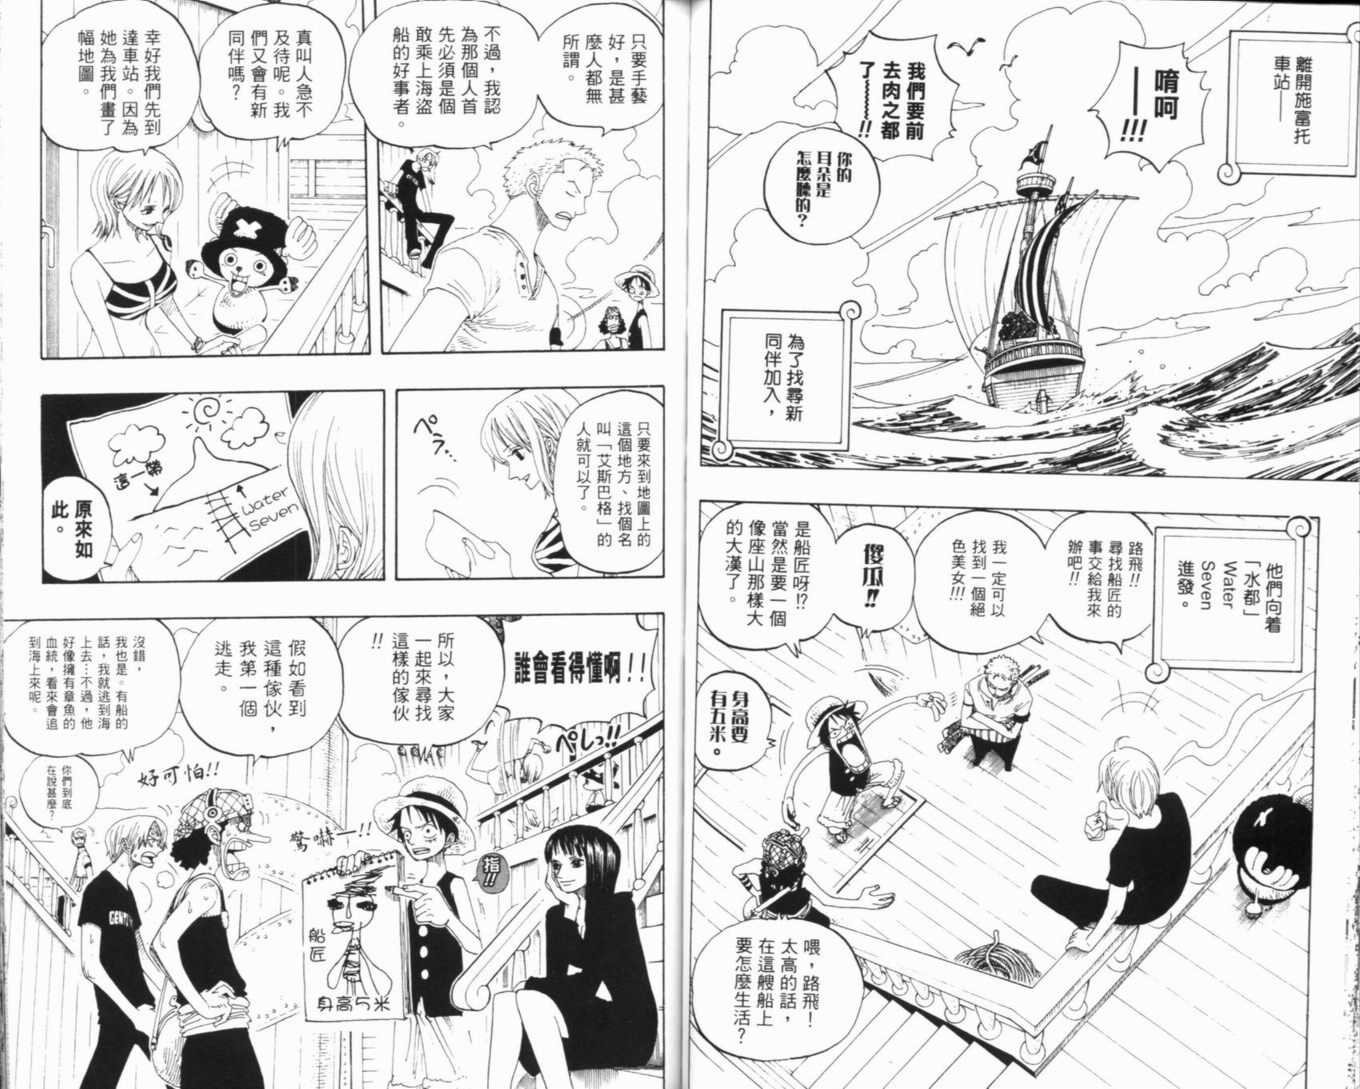 離開施富托
車站——
唷呵
——!!!
我們要前
去肉之都
了~~~!!
你的
耳朵是
怎麼聽的？
為了找尋新
同伴加入，
他們向着
「水都」
Water
Seven
進發。
路飛!!
尋找船匠的
事交給我來
辦吧!!
我一定可以
找到一個絕
色美女!!!
傻瓜!!
是船匠呀!?
當然是要一個
像座山那樣大
的大漢了。
身高要
有五米。
喂，路飛！
太高的話，
在這艘船上
要怎麼生活？
只要手藝
好，是甚
麼人都無
所謂。
不過，我認
為那個人首
先必須是個
敢乘上海盜
船的好事者。
真叫人急不
及待呢。我
們又會有新
同伴嗎？
幸好我們先到
達車站。因為
她為我們畫了
幅地圖。
只要來到地圖上的
這個地方、找個名
叫「艾斯巴格」的
人就可以了。
ペラ…
這一帶
Water
Seven
原來如
此。
誰會看得懂啊!!
ペしっ!!
所以，大家
一起來尋找
這樣的傢伙
!!
指!!
船匠
身高5米
驚嚇—!!
假如看到
這種傢伙，
我第一個
逃走。
好可怕!!
沒錯，
我也是。有船的
話，我就逃到海
上去…不過，他
好像擁有章魚的
血統，看來會追
到海上來呢。
你們到底
在說甚麼？